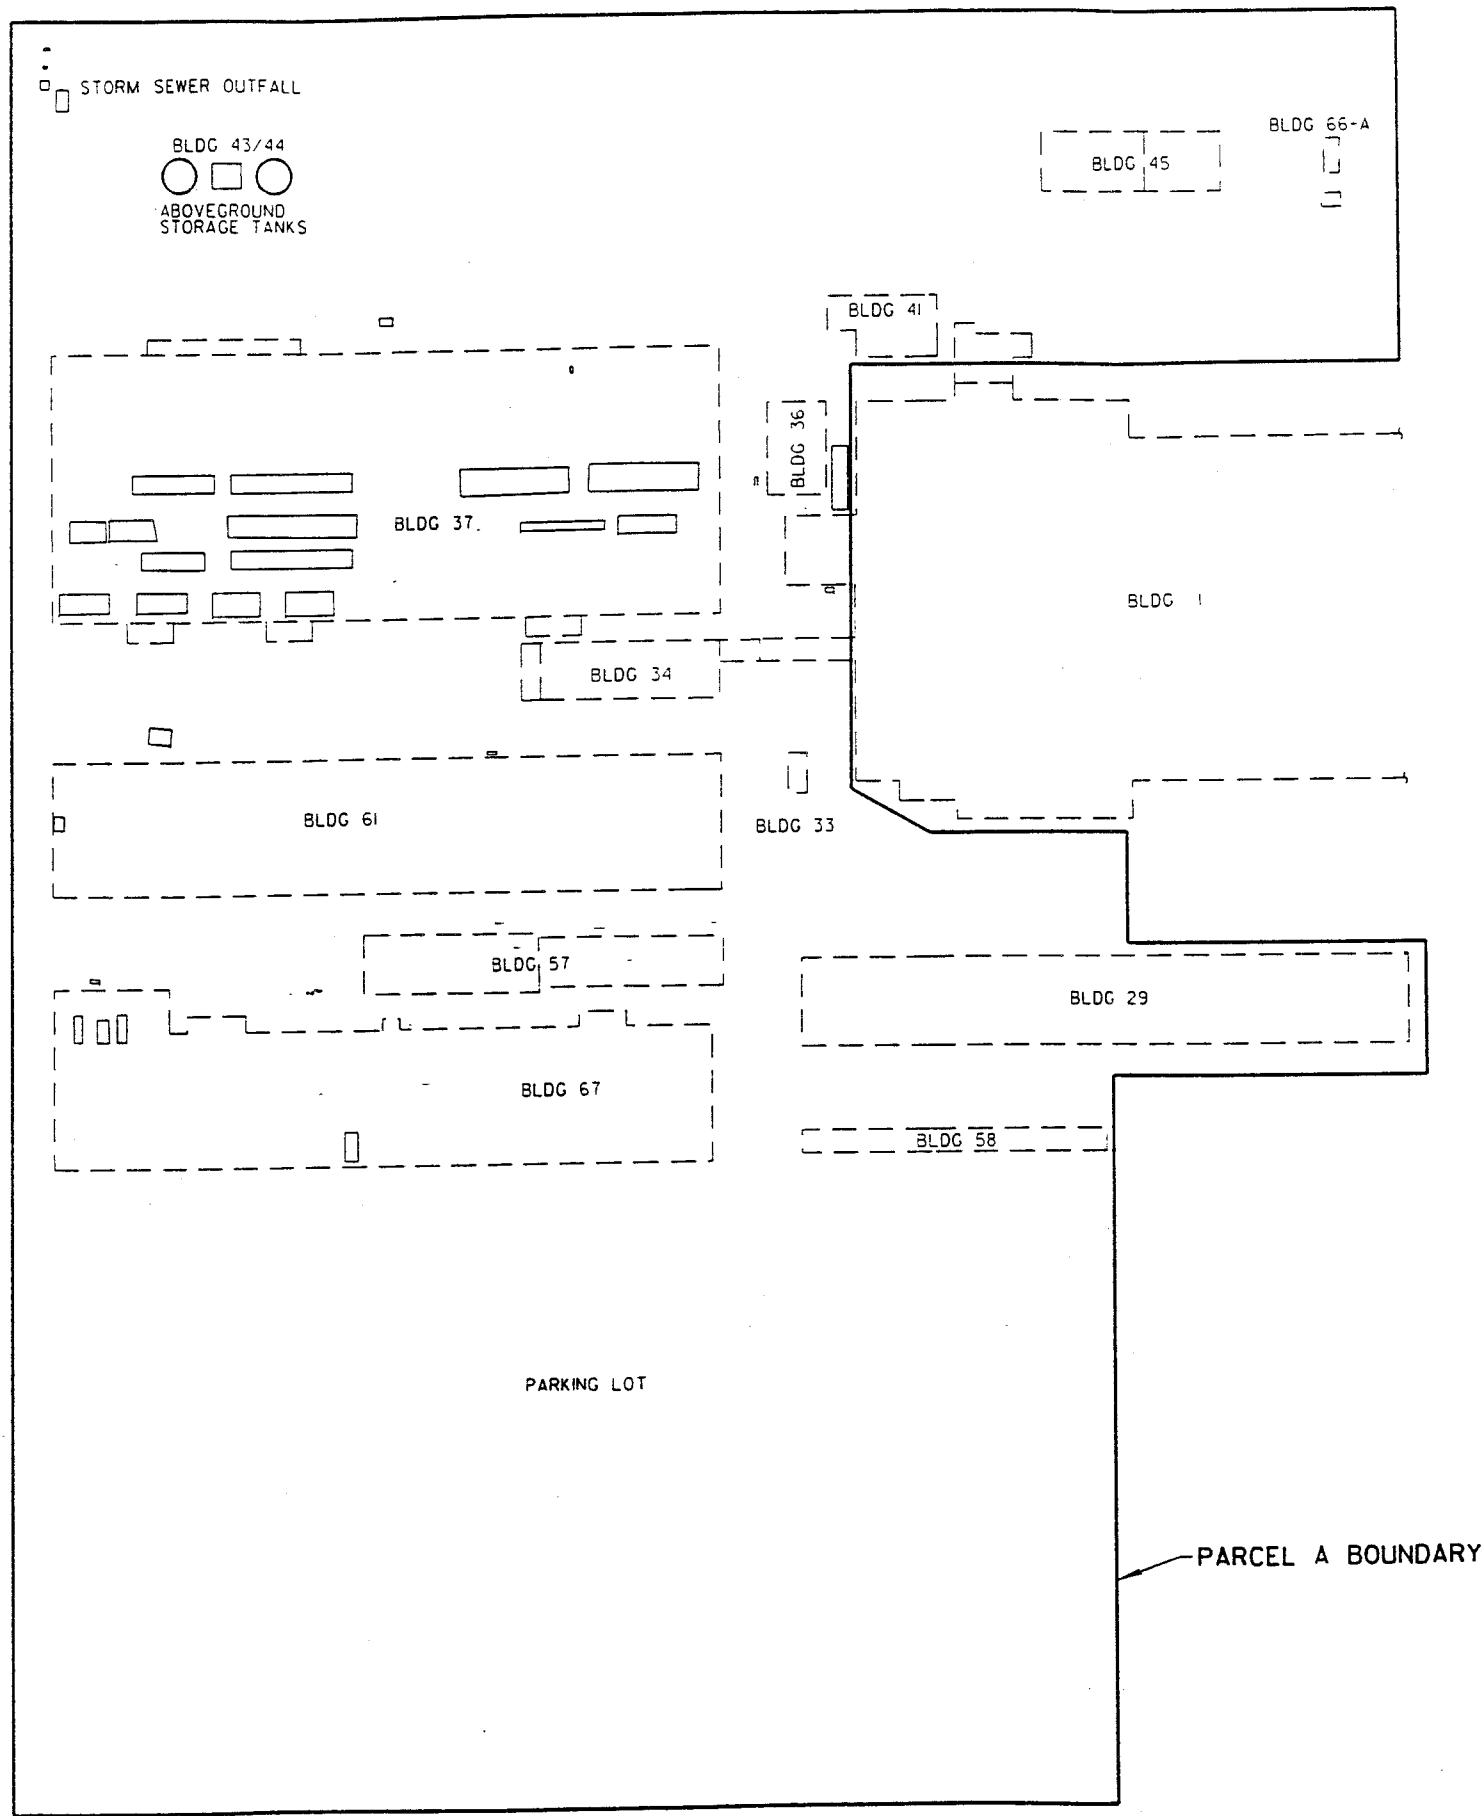 STORM SEWER OUTFALL
BLDG 43/44
ABOVEGROUND
STORAGE TANKS
BLDG 66-A
BLDG 45
BLDG 41
BLDG 36
BLDG 37
BLDG 1
BLDG 34
BLDG 61
BLDG 33
BLDG 57
BLDG 29
BLDG 67
BLDG 58
PARKING LOT
PARCEL A BOUNDARY